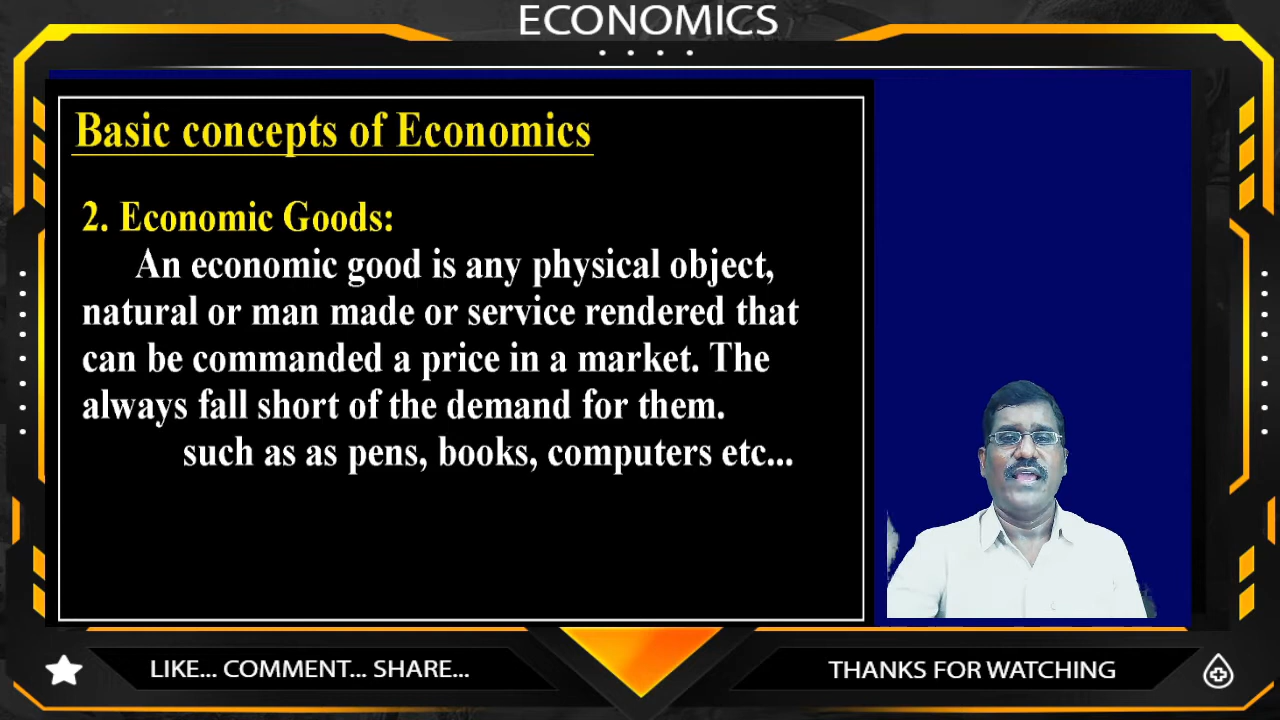 ECONOMICS
Basic concepts of Economics
2. Economic Goods:
An economic good is any physical object,
natural or man made or service rendered that
can be commanded a price in a market. The
always fall short of the demand for them.
such as as pens, books, computers etc...
LIKE... COMMENT... SHARE...
THANKS FOR WATCHING